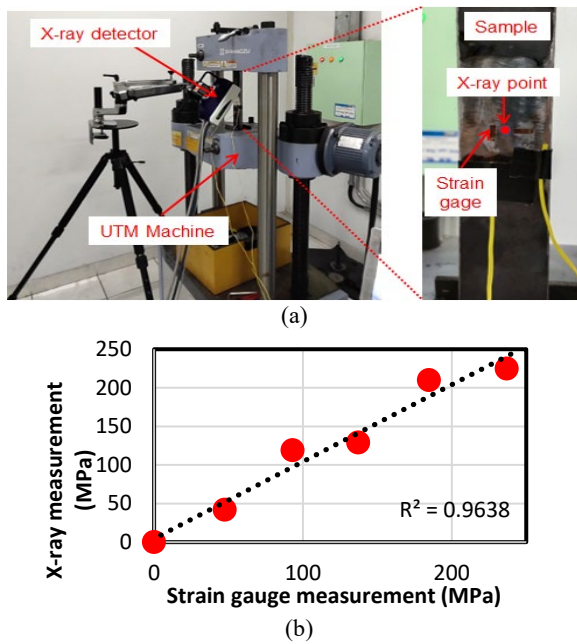 X-ray detector
UTM Machine
Sample
X-ray point
Strain
gage
(a)
X-ray measurement
(MPa)
250
200
150
100
50
0
R² = 0.9638
0
100
200
Strain gauge measurement (MPa)
(b)